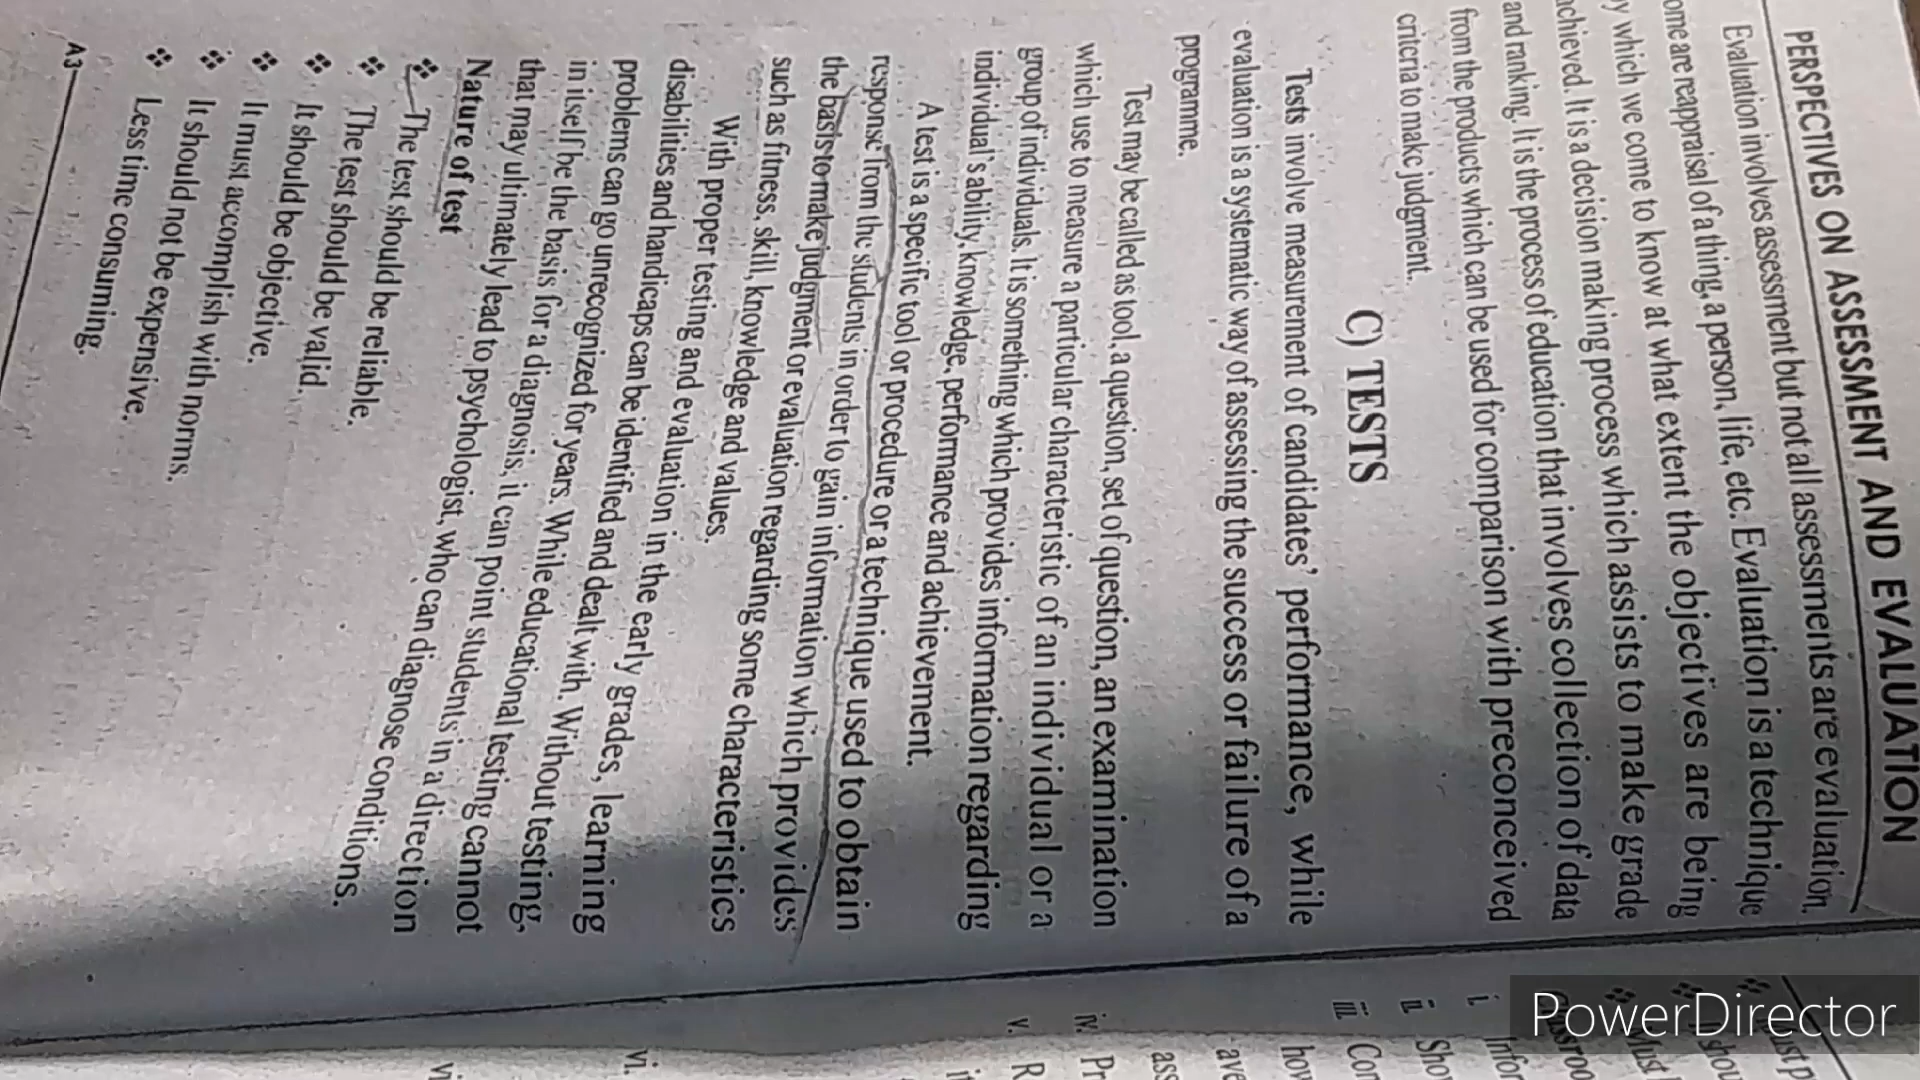 PERSPECTIVES ON ASSESSMENT AND EVALUATION
Evaluation involves assessment but not all assessments are evaluation.
ome are reappraisal of a thing, a person, life, etc. Evaluation is a technique
y which we come to know at what extent the objectives are being
achieved. It is a decision making process which assists to make grade
and ranking. It is the process of education that involves collection of data
from the products which can be used for comparison with preconceived
criteria to make judgment.
C) TESTS
Tests involve measurement of candidates' performance, while
evaluation is a systematic way of assessing the success or failure of a
programme.
Test may be called as tool, a question, set of question, an examination
which use to measure a particular characteristic of an individual or a
group of individuals. It is something which provides information regarding
individual's ability, knowledge, performance and achievement.
A test is a specific tool or procedure or a technique used to obtain
response from the students in order to gain information which provides
the basis to make judgment or evaluation regarding some characteristics
such as fitness, skill, knowledge and values.
With proper testing and evaluation in the early grades, learning
disabilities and handicaps can be identified and dealt with. Without testing,
problems can go unrecognized for years. While educational testing cannot
in itself be the basis for a diagnosis, it can point students in a direction
that may ultimately lead to psychologist, who can diagnose conditions.
Nature of test
❖ The test should be reliable.
❖ The test should be valid.
❖ It should be objective.
❖ It must accomplish with norms.
❖ It should not be expensive.
❖ Less time consuming.
A3
i.
ii. Sho
iii. Con
how
ave
iv. Pr
ass
v. R
it
vi.
PowerDirector